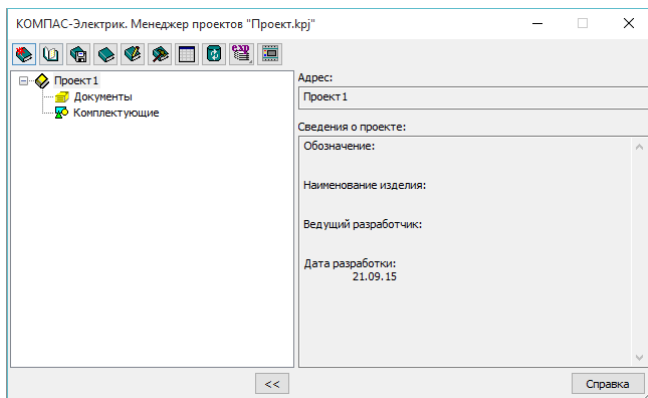 КОМПАС-Электрик. Менеджер проектов "Проект.kpj"
exp
Проект1
Документы
Комплектующие
Адрес:
Проект1
Сведения о проекте:
Обозначение:
Наименование изделия:
Ведущий разработчик:
Дата разработки:
21.09.15
<<
Справка